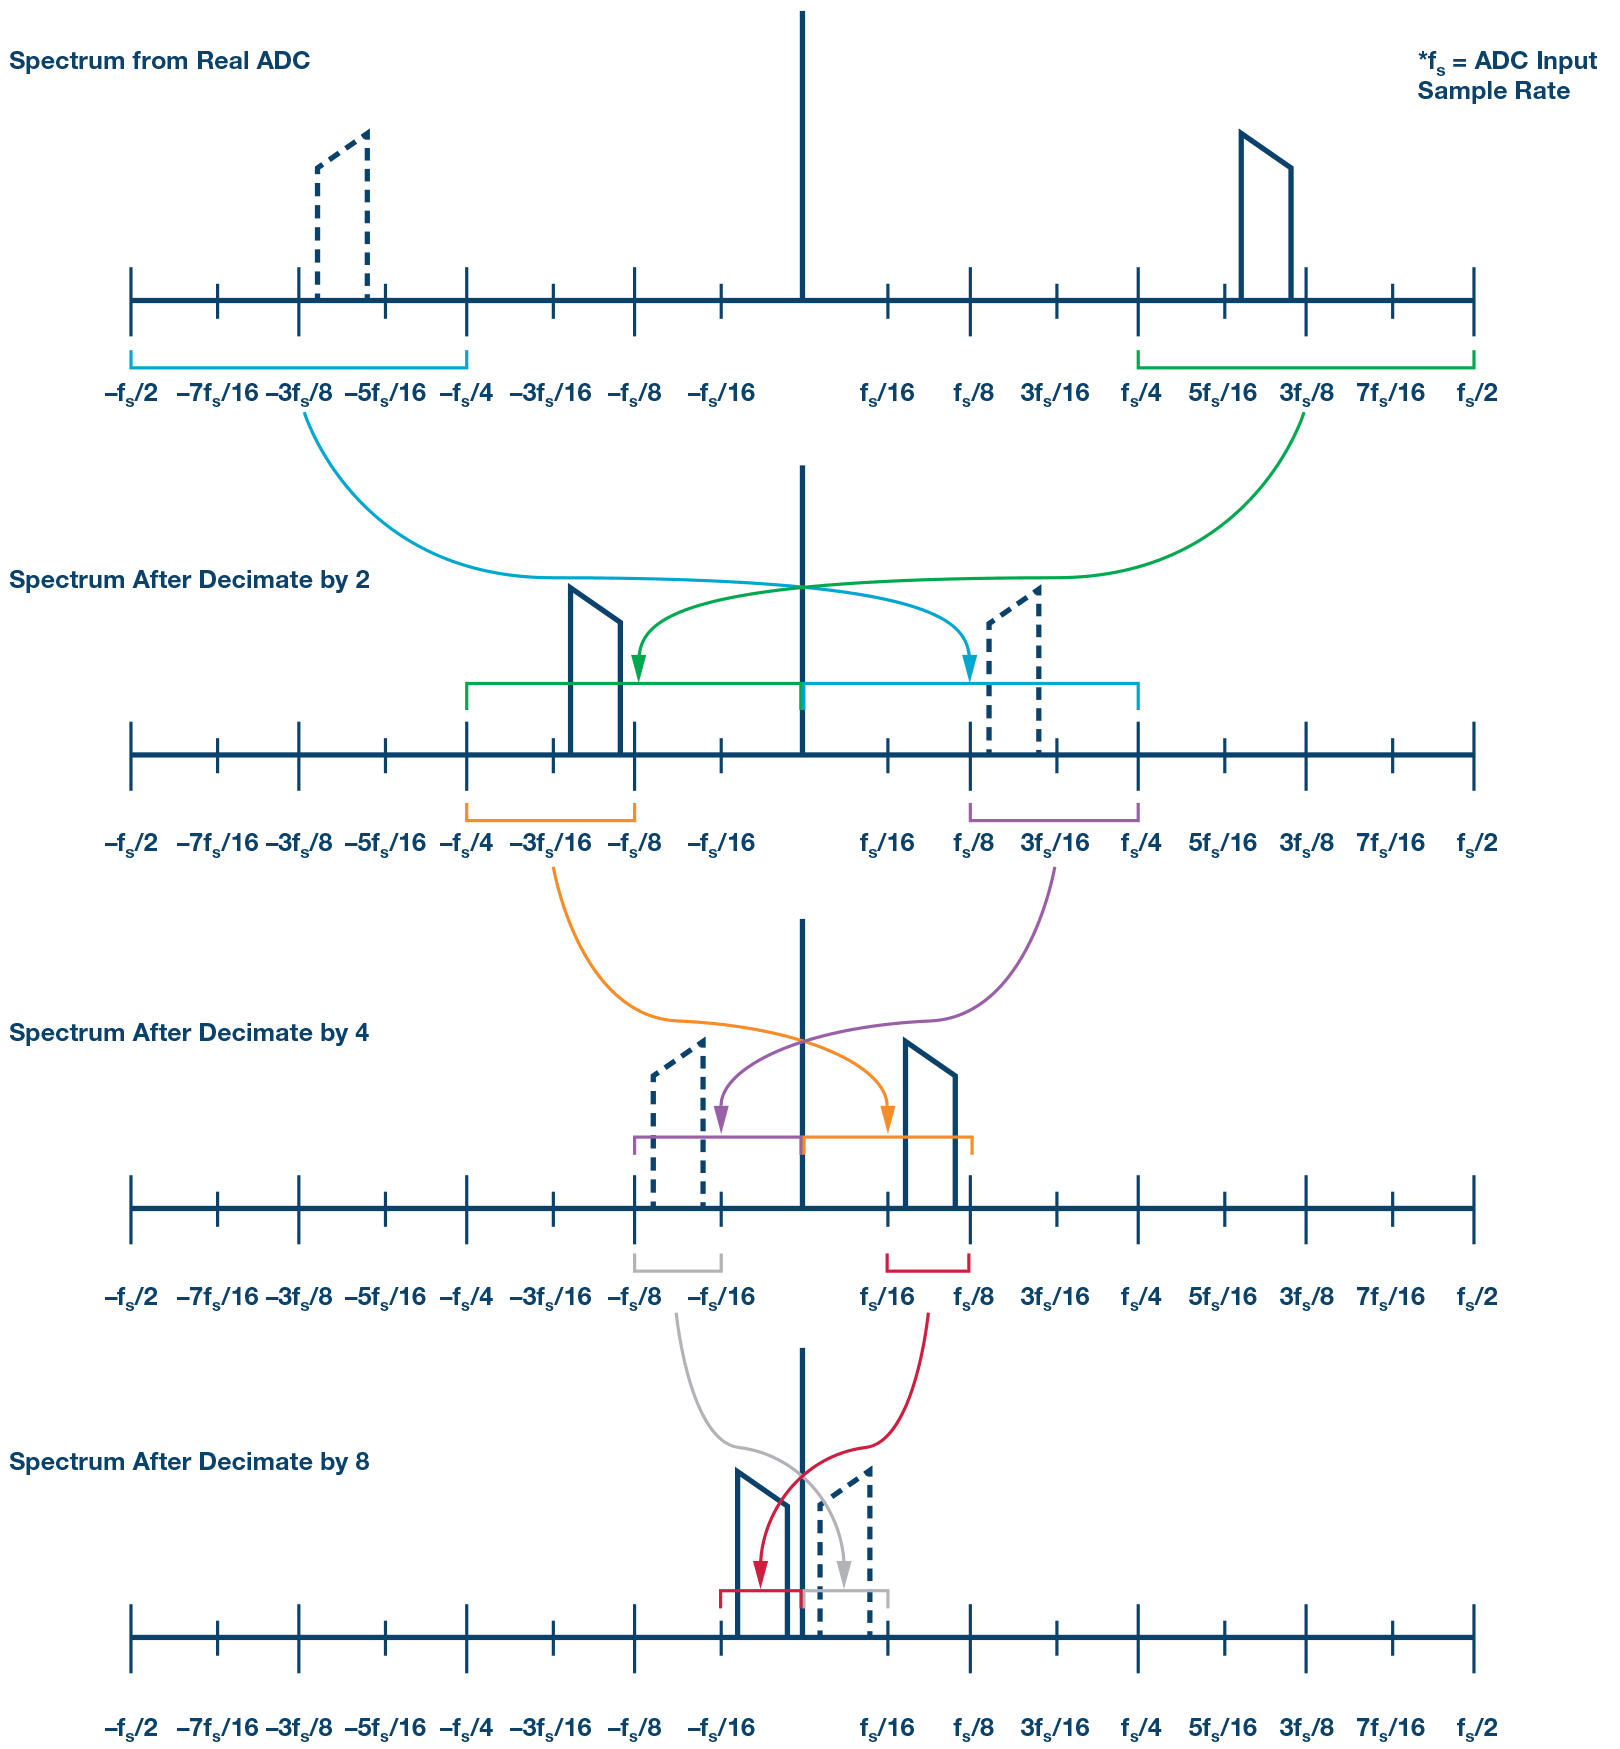 Spectrum from Real ADC
*fs = ADC Input
Sample Rate
–fs/2 –7fs/16 –3fs/8 –5fs/16 –fs/4 –3fs/16 –fs/8 –fs/16 fs/16 fs/8 3fs/16 fs/4 5fs/16 3fs/8 7fs/16 fs/2
Spectrum After Decimate by 2
–fs/2 –7fs/16 –3fs/8 –5fs/16 –fs/4 –3fs/16 –fs/8 –fs/16 fs/16 fs/8 3fs/16 fs/4 5fs/16 3fs/8 7fs/16 fs/2
Spectrum After Decimate by 4
–fs/2 –7fs/16 –3fs/8 –5fs/16 –fs/4 –3fs/16 –fs/8 –fs/16 fs/16 fs/8 3fs/16 fs/4 5fs/16 3fs/8 7fs/16 fs/2
Spectrum After Decimate by 8
–fs/2 –7fs/16 –3fs/8 –5fs/16 –fs/4 –3fs/16 –fs/8 –fs/16 fs/16 fs/8 3fs/16 fs/4 5fs/16 3fs/8 7fs/16 fs/2